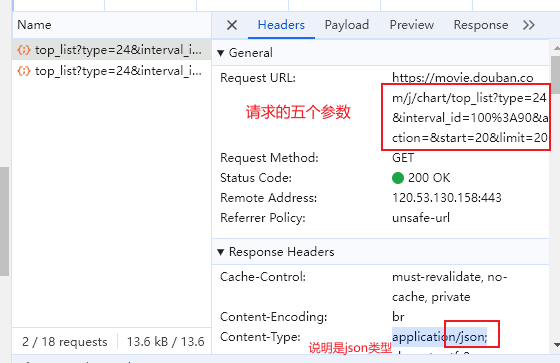 Name
Headers
Payload
Preview
Response
top_list?type=24&interval_i...
top_list?type=24&interval_i...
General
Request URL:
https://movie.douban.co
m/j/chart/top_list?type=24
&interval_id=100%3A90&a
ction=&start=20&limit=20
请求的五个参数
Request Method:
GET
Status Code:
200 OK
Remote Address:
120.53.130.158:443
Referrer Policy:
unsafe-url
Response Headers
Cache-Control:
must-revalidate, no-
cache, private
Content-Encoding:
br
Content-Type:
application/json;
说明是json类型
2 / 18 requests
13.6 kB / 13.6